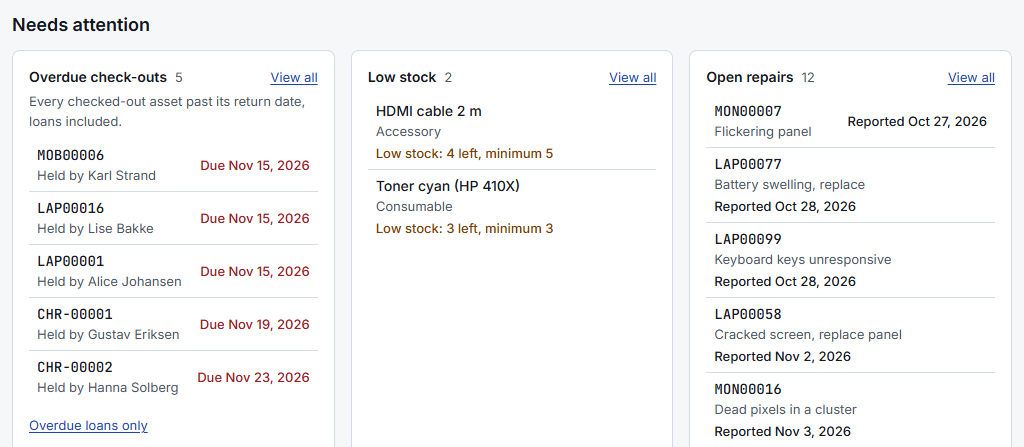 Needs attention
Overdue check-outs 5 View all
Every checked-out asset past its return date,
loans included.
MOB00006
Held by Karl Strand
Due Nov 15, 2026
LAP00016
Held by Lise Bakke
Due Nov 15, 2026
LAP00001
Held by Alice Johansen
Due Nov 15, 2026
CHR-00001
Held by Gustav Eriksen
Due Nov 19, 2026
CHR-00002
Held by Hanna Solberg
Due Nov 23, 2026
Overdue loans only
Low stock 2 View all
HDMI cable 2 m
Accessory
Low stock: 4 left, minimum 5
Toner cyan (HP 410X)
Consumable
Low stock: 3 left, minimum 3
Open repairs 12 View all
MON00007
Flickering panel
Reported Oct 27, 2026
LAP00077
Battery swelling, replace
Reported Oct 28, 2026
LAP00099
Keyboard keys unresponsive
Reported Oct 28, 2026
LAP00058
Cracked screen, replace panel
Reported Nov 2, 2026
MON00016
Dead pixels in a cluster
Reported Nov 3, 2026